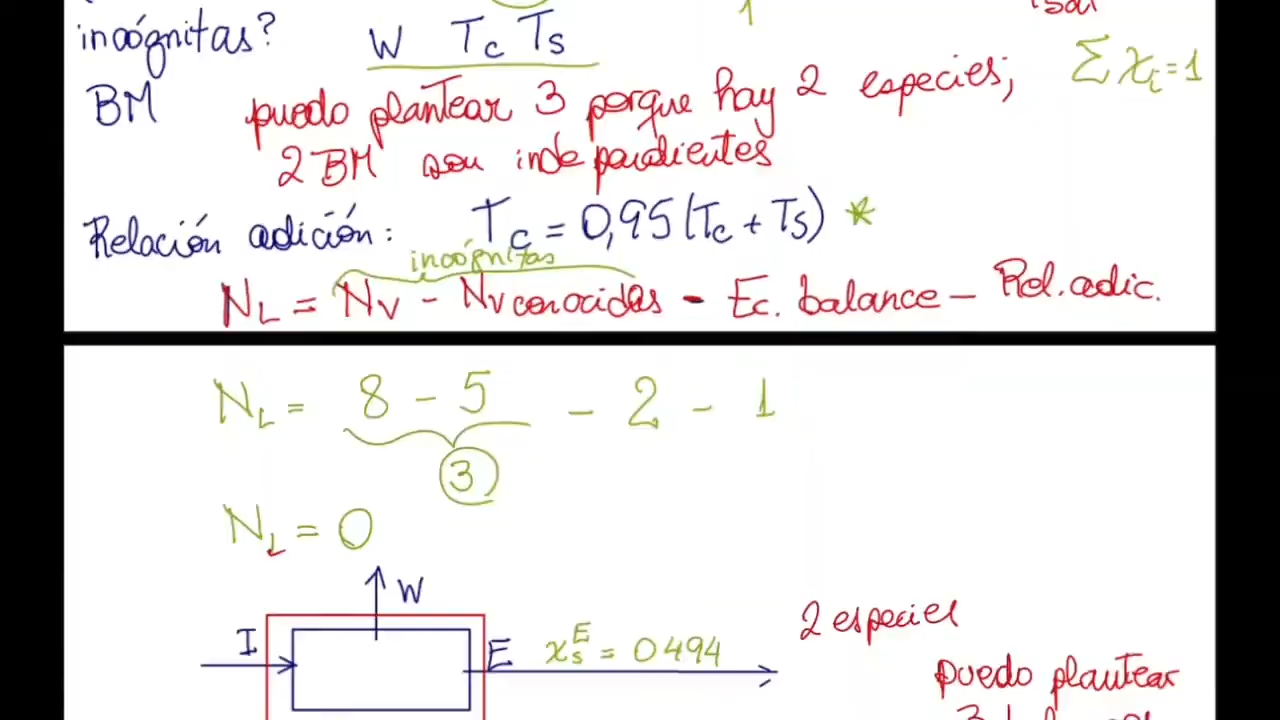 1
incógnitas? W Tc Ts
Σ xi = 1
BM puedo plantear 3 porque hay 2 especies;
2 BM son independientes
Relación adición: Tc = 0,95 (Tc + Ts) *
incógnitas
NL = Nv - Nv conocidas - Ec. balance - Rel. adic.
NL = 8 - 5 - 2 - 1
3
NL = 0
W
2 especies
I E xsE = 0494
puedo plantear